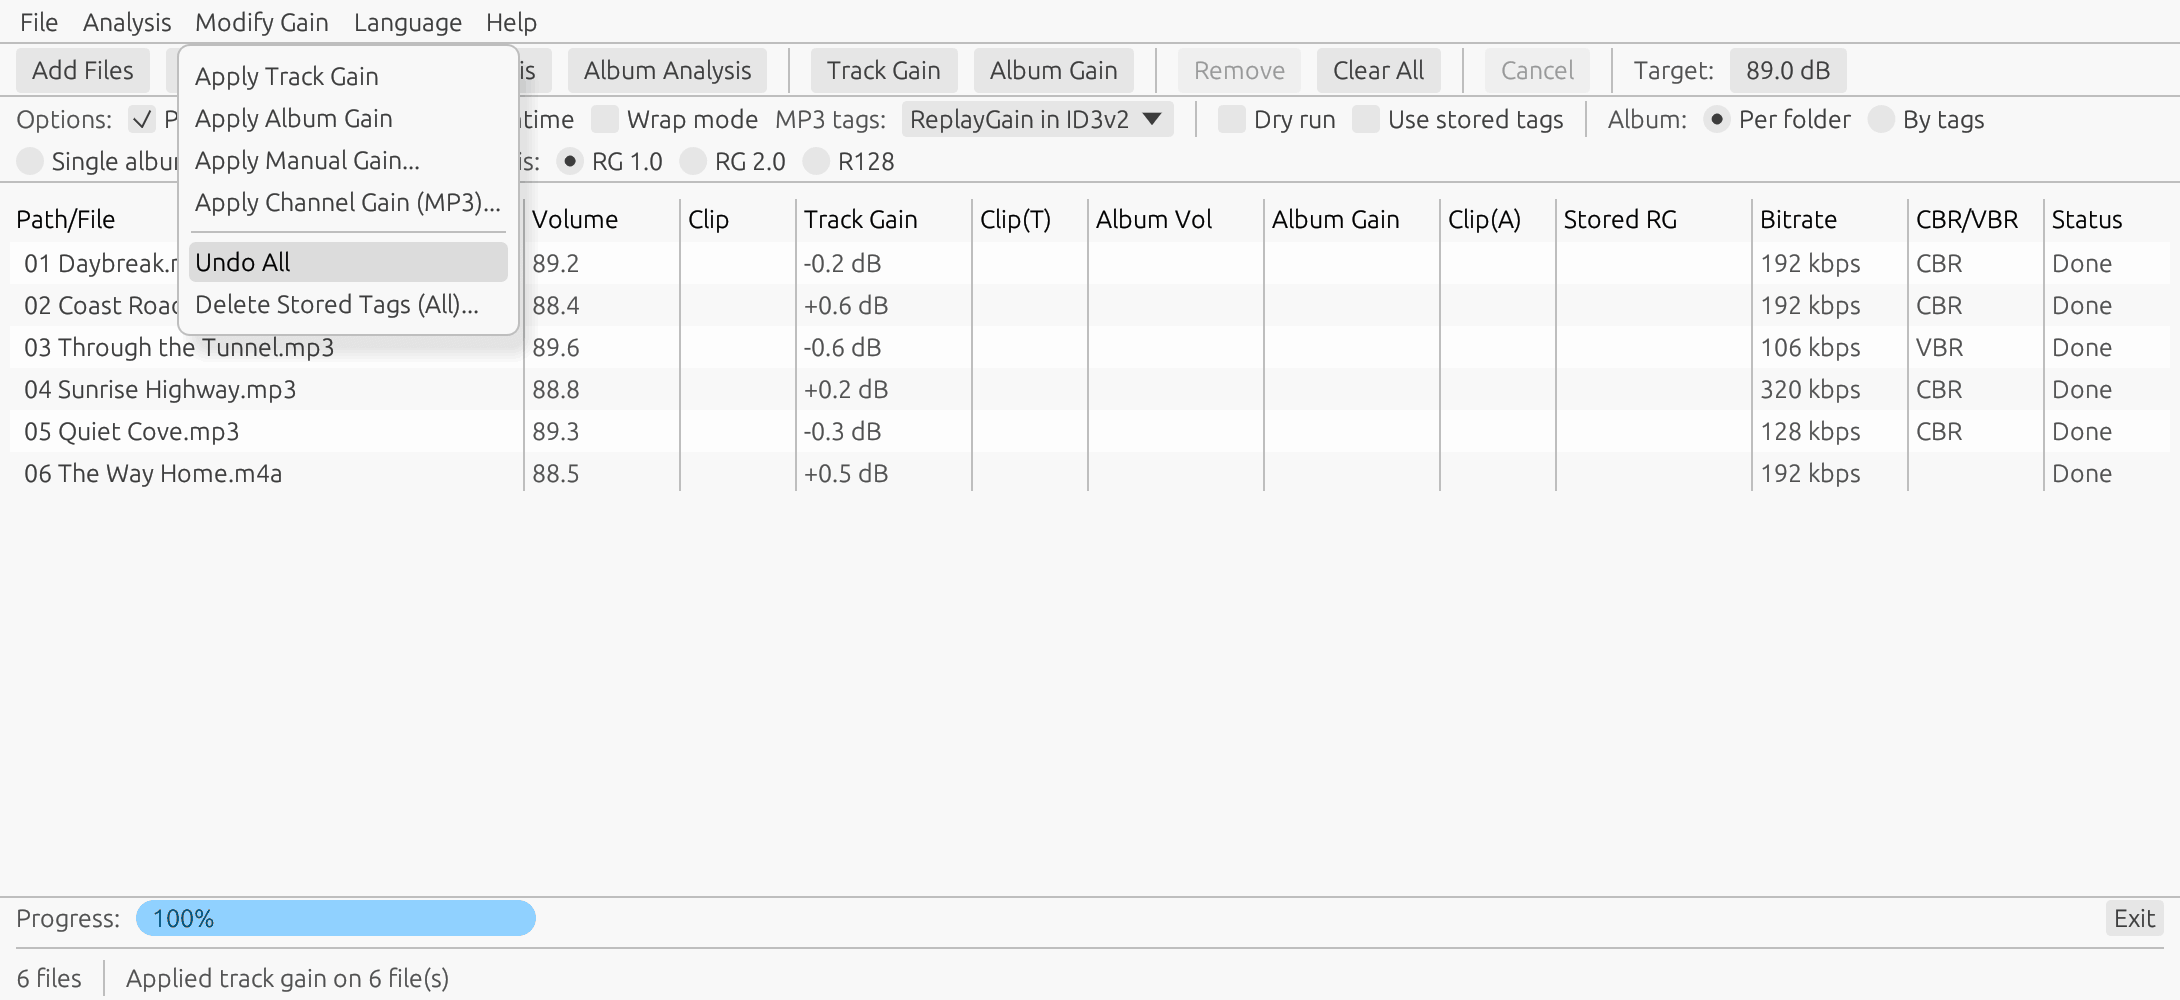 File Analysis Modify Gain Language Help
Add Files is Album Analysis Track Gain Album Gain Remove Clear All Cancel Target: 89.0 dB
Apply Track Gain
Apply Album Gain
Apply Manual Gain...
Apply Channel Gain (MP3)...
Undo All
Delete Stored Tags (All)...
Options: P time Wrap mode MP3 tags: ReplayGain in ID3v2 Dry run Use stored tags Album: Per folder By tags
Single albu is: RG 1.0 RG 2.0 R128
Path/File Volume Clip Track Gain Clip(T) Album Vol Album Gain Clip(A) Stored RG Bitrate CBR/VBR Status
01 Daybreak. 89.2 -0.2 dB 192 kbps CBR Done
02 Coast Road 88.4 +0.6 dB 192 kbps CBR Done
03 Through the Tunnel.mp3 89.6 -0.6 dB 106 kbps VBR Done
04 Sunrise Highway.mp3 88.8 +0.2 dB 320 kbps CBR Done
05 Quiet Cove.mp3 89.3 -0.3 dB 128 kbps CBR Done
06 The Way Home.m4a 88.5 +0.5 dB 192 kbps Done
Progress: 100% Exit
6 files Applied track gain on 6 file(s)